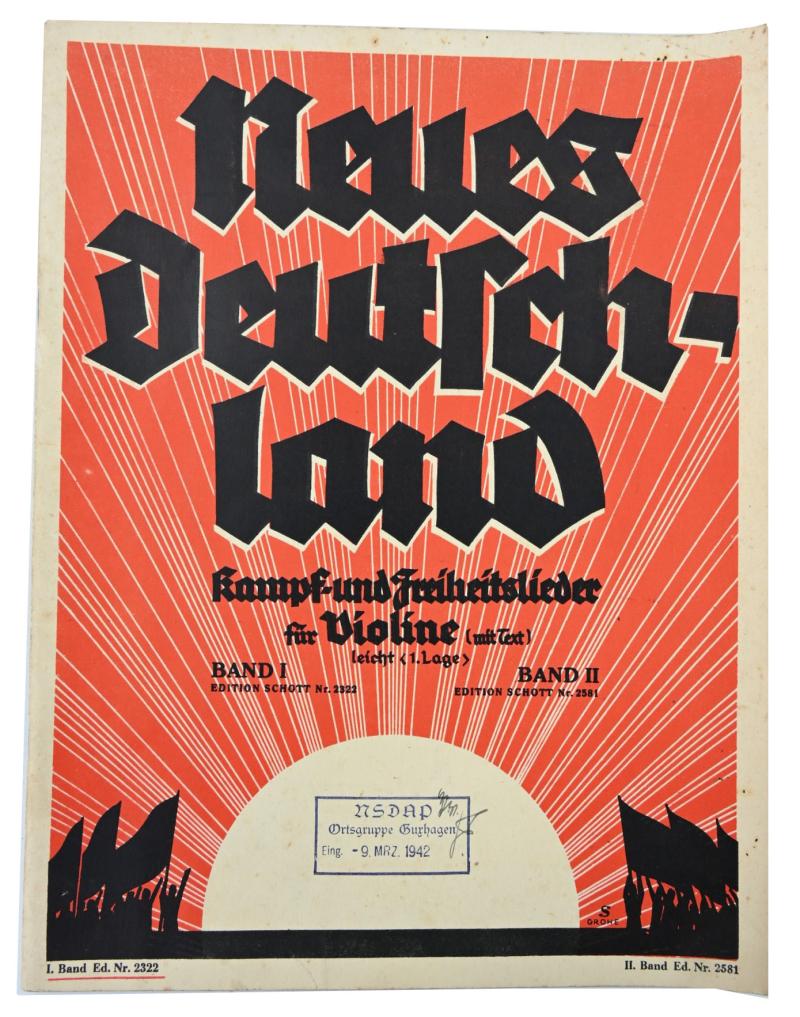 Neues
Deutsch-
land
Kampf- und Freiheitslieder
für Violine (mit Text)
leicht (1. Lage)
BAND I
EDITION SCHOTT Nr. 2322
BAND II
EDITION SCHOTT Nr. 2581
NSDAP
Ortsgruppe Guxhagen
Eing. -9. MRZ. 1942
S
GROHE
I. Band Ed. Nr. 2322
II. Band Ed. Nr. 2581